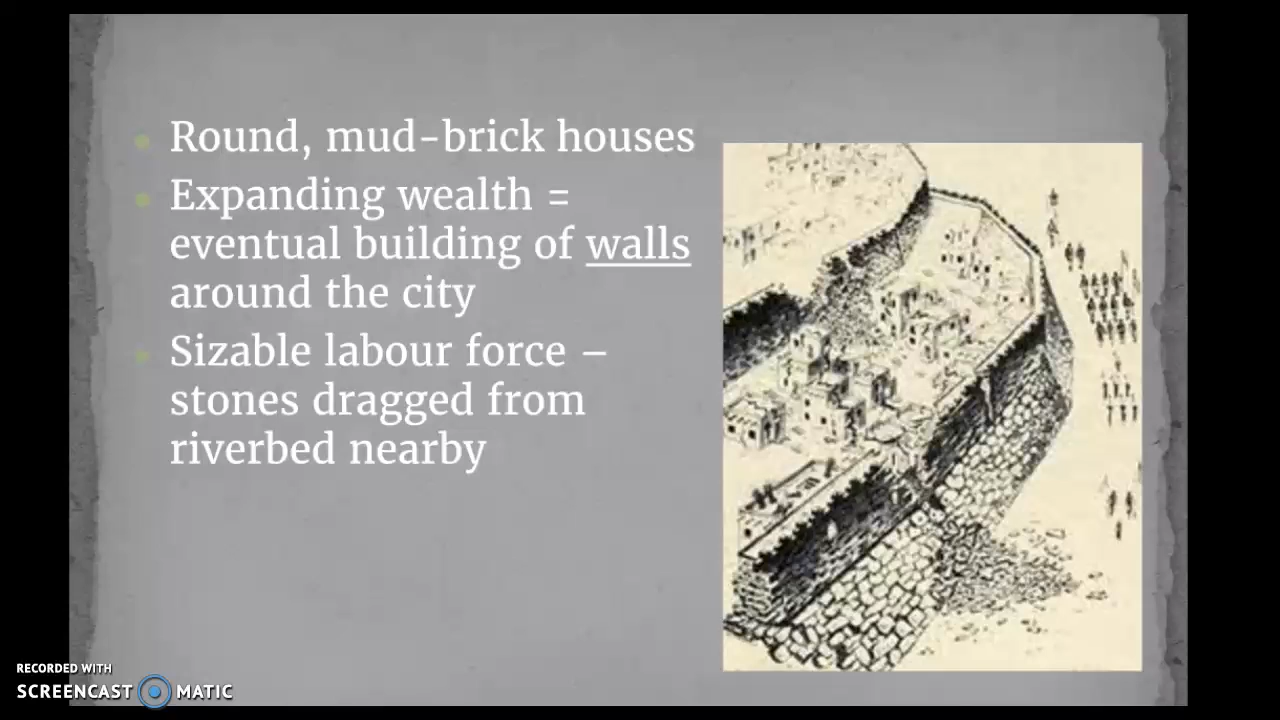 Round, mud-brick houses
Expanding wealth =
eventual building of walls
around the city
Sizable labour force –
stones dragged from
riverbed nearby
RECORDED WITH
SCREENCAST MATIC